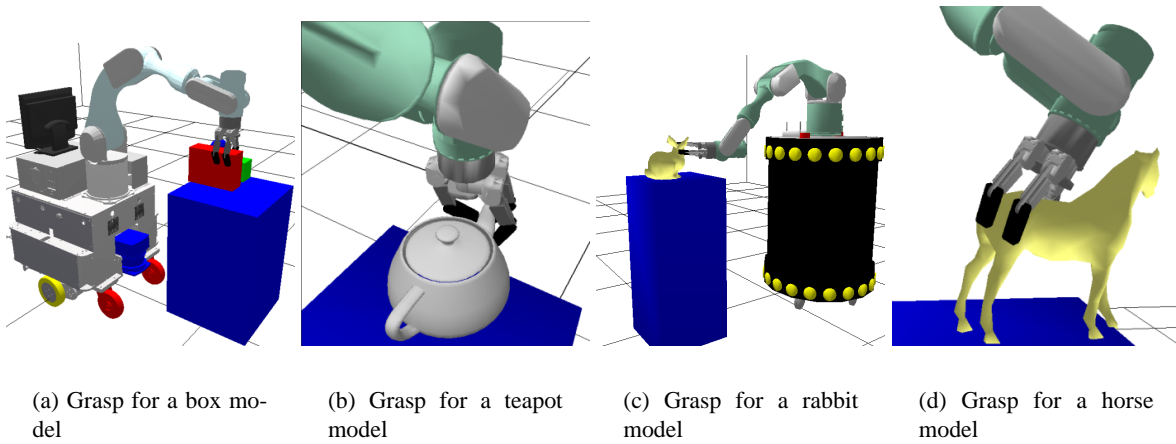 (a) Grasp for a box mo-
del
(b) Grasp for a teapot
model
(c) Grasp for a rabbit
model
(d) Grasp for a horse
model